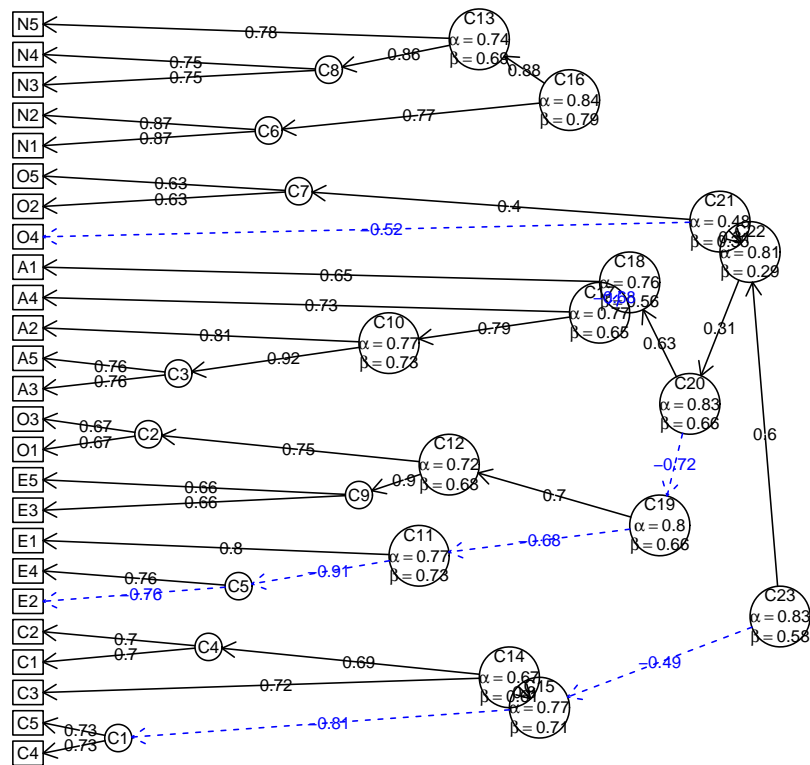 N5
N4
N3
N2
N1
O5
O2
O4
A1
A4
A2
A5
A3
O3
O1
E5
E3
E1
E4
E2
C2
C1
C3
C5
C4
0.78
0.75
0.75
C8
0.86
C13
α = 0.74
β = 0.69
0.88
C16
α = 0.84
β = 0.79
0.87
0.87
C6
0.77
0.63
0.63
C7
0.4
−0.52
C21
α = 0.48
C22
α = 0.81
β = 0.29
0.65
C18
α = 0.76
0.73
α = 0.77
β = 0.65
0.81
C10
α = 0.77
β = 0.73
0.79
0.76
0.76
C3
0.92
0.63
0.31
C20
α = 0.83
β = 0.66
0.67
0.67
C2
0.75
C12
α = 0.72
β = 0.68
0.6
0.66
0.66
C9
0.9
0.7
−0.72
C19
α = 0.8
β = 0.66
0.8
C11
α = 0.77
β = 0.73
−0.68
0.76
−0.76
C5
−0.91
C23
α = 0.83
β = 0.58
0.7
0.7
C4
0.69
C14
α = 0.67
−0.49
0.72
C15
α = 0.77
β = 0.71
0.73
0.73
C1
−0.81